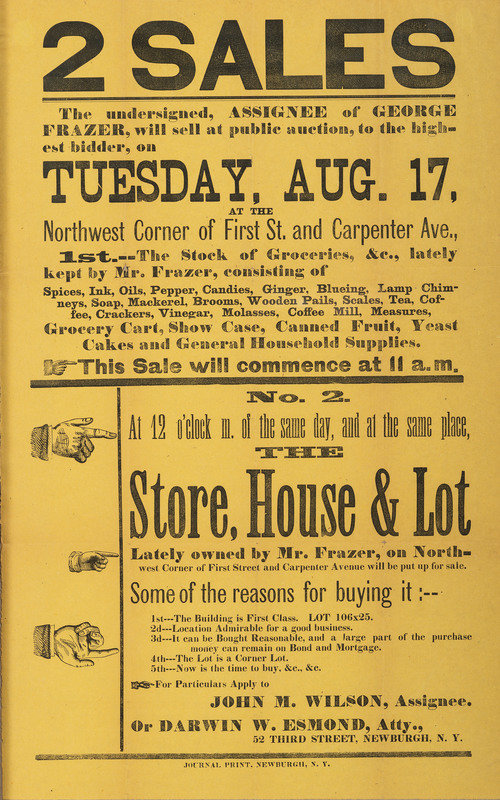 2 SALES
The undersigned, ASSIGNEE of GEORGE
FRAZER, will sell at public auction, to the high-
est bidder, on
TUESDAY, AUG. 17,
AT THE
Northwest Corner of First St. and Carpenter Ave.,
1st.--The Stock of Groceries, &c., lately
kept by Mr. Frazer, consisting of
Spices, Ink, Oils, Pepper, Candies, Ginger, Blueing, Lamp Chim-
neys, Soap, Mackerel, Brooms, Wooden Pails, Scales, Tea, Cof-
fee, Crackers, Vinegar, Molasses, Coffee Mill, Measures,
Grocery Cart, Show Case, Canned Fruit, Yeast
Cakes and General Household Supplies.
☞This Sale will commence at 11 a.m.
No. 2.
At 12 o'clock m. of the same day, and at the same place,
THE
Store, House & Lot
Lately owned by Mr. Frazer, on North-
west Corner of First Street and Carpenter Avenue will be put up for sale.
Some of the reasons for buying it :--
1st---The Building is First Class. LOT 106x25.
2d---Location Admirable for a good business.
3d---It can be Bought Reasonable, and a large part of the purchase
money can remain on Bond and Mortgage.
4th---The Lot is a Corner Lot.
5th---Now is the time to buy, &c., &c.
☞For Particulars Apply to
JOHN M. WILSON, Assignee.
Or DARWIN W. ESMOND, Atty.,
52 THIRD STREET, NEWBURGH, N. Y.
JOURNAL PRINT, NEWBURGH, N. Y.